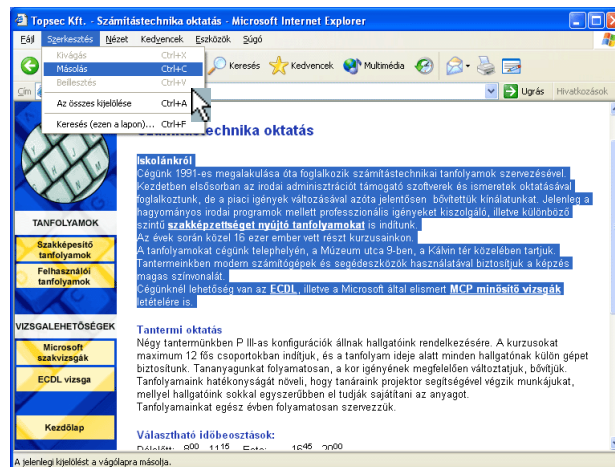 Topsec Kft. - Számítástechnika oktatás - Microsoft Internet Explorer
Fájl Szerkesztés Nézet Kedvencek Eszközök Súgó
Kivágás Ctrl+X
Másolás Ctrl+C
Beillesztés Ctrl+V
Az összes kijelölése Ctrl+A
Keresés (ezen a lapon)... Ctrl+F
Keresés Kedvencek Multimédia
Cím Ugrás Hivatkozások
TANFOLYAMOK
Szakképesítő
tanfolyamok
Felhasználói
tanfolyamok
VIZSGALEHETŐSÉGEK
Microsoft
szakvizsgák
ECDL vizsga
Kezdőlap
Számítástechnika oktatás
Iskolánkról
Cégünk 1991-es megalakulása óta foglalkozik számítástechnikai tanfolyamok szervezésével.
Kezdetben elsősorban az irodai adminisztrációt támogató szoftverek és ismeretek oktatásával
foglalkoztunk, de a piaci igények változásával azóta jelentősen bővítettük kínálatunkat. Jelenleg a
hagyományos irodai programok mellett professzionális igényeket kiszolgáló, illetve különböző
szintű szakképzettséget nyújtó tanfolyamokat is indítunk.
Az évek során közel 16 ezer ember vett részt kurzusainkon.
A tanfolyamokat cégünk telephelyén, a Múzeum utca 9-ben, a Kálvin tér közelében tartjuk.
Tantermeinkben modern számítógépek és segédeszközök használatával biztosítjuk a képzés
magas színvonalát.
Cégünknél lehetőség van az ECDL, illetve a Microsoft által elismert MCP minősítő vizsgák
letételére is.
Tantermi oktatás
Négy tantermünkben P III-as konfigurációk állnak hallgatóink rendelkezésére. A kurzusokat
maximum 12 fős csoportokban indítjuk, és a tanfolyam ideje alatt minden hallgatónak külön gépet
biztosítunk. Tananyagunkat folyamatosan, a kor igényének megfelelően változtatjuk, bővítjük.
Tanfolyamaink hatékonyságát növeli, hogy tanáraink projektor segítségével végzik munkájukat,
mellyel hallgatóink sokkal egyszerűbben el tudják sajátítani az anyagot.
Tanfolyamainkat egész évben folyamatosan szervezzük.
Választható időbeosztások:
Délelőtt: 800 1115 Este: 1645 2000
A jelenlegi kijelölést a vágólapra másolja.